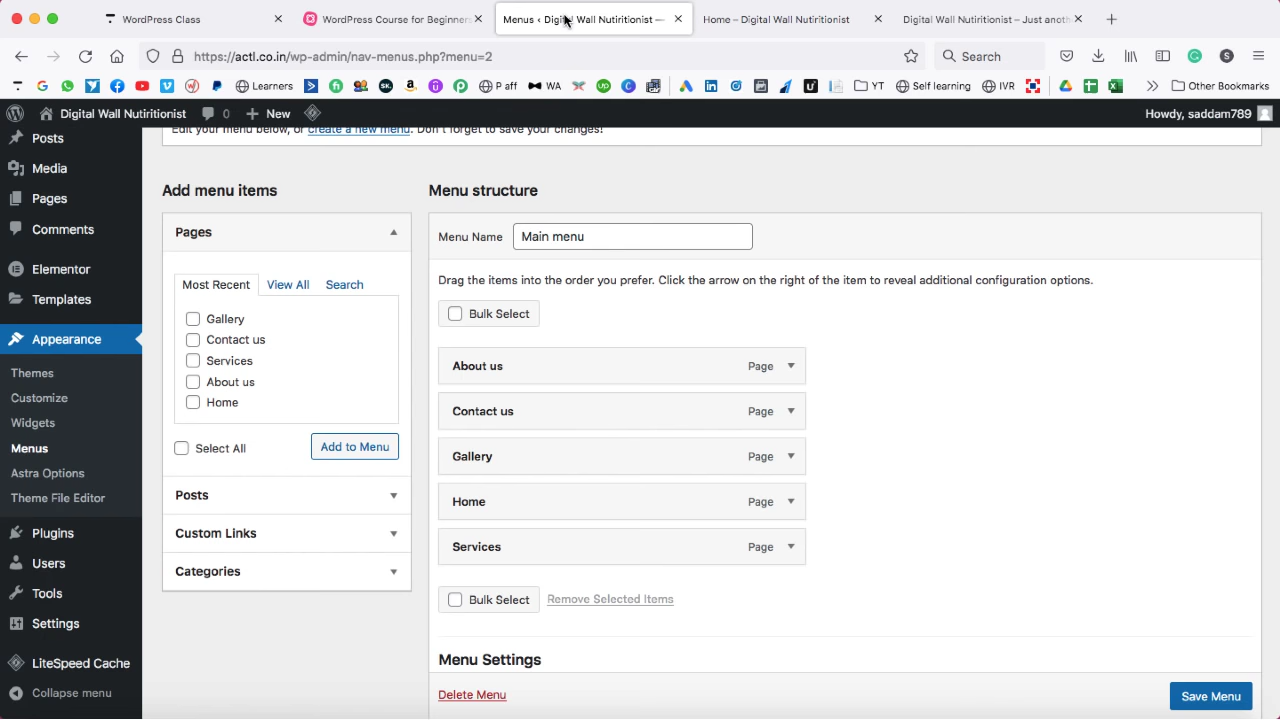 WordPress Class
WordPress Course for Beginners
Menus ‹ Digital Wall Nutritionist —
Home – Digital Wall Nutritionist
Digital Wall Nutritionist – Just anoth
https://actl.co.in/wp-admin/nav-menus.php?menu=2
Search
Learners
P aff
WA
YT
Self learning
IVR
Other Bookmarks
Digital Wall Nutritionist
0
New
Howdy, saddam789
Edit your menu below, or create a new menu. Don't forget to save your changes!
Posts
Media
Pages
Comments
Elementor
Templates
Appearance
Themes
Customize
Widgets
Menus
Astra Options
Theme File Editor
Plugins
Users
Tools
Settings
LiteSpeed Cache
Collapse menu
Add menu items
Pages
Most Recent
View All
Search
Gallery
Contact us
Services
About us
Home
Select All
Add to Menu
Posts
Custom Links
Categories
Menu structure
Menu Name
Main menu
Drag the items into the order you prefer. Click the arrow on the right of the item to reveal additional configuration options.
Bulk Select
About us Page
Contact us Page
Gallery Page
Home Page
Services Page
Bulk Select
Remove Selected Items
Menu Settings
Delete Menu
Save Menu